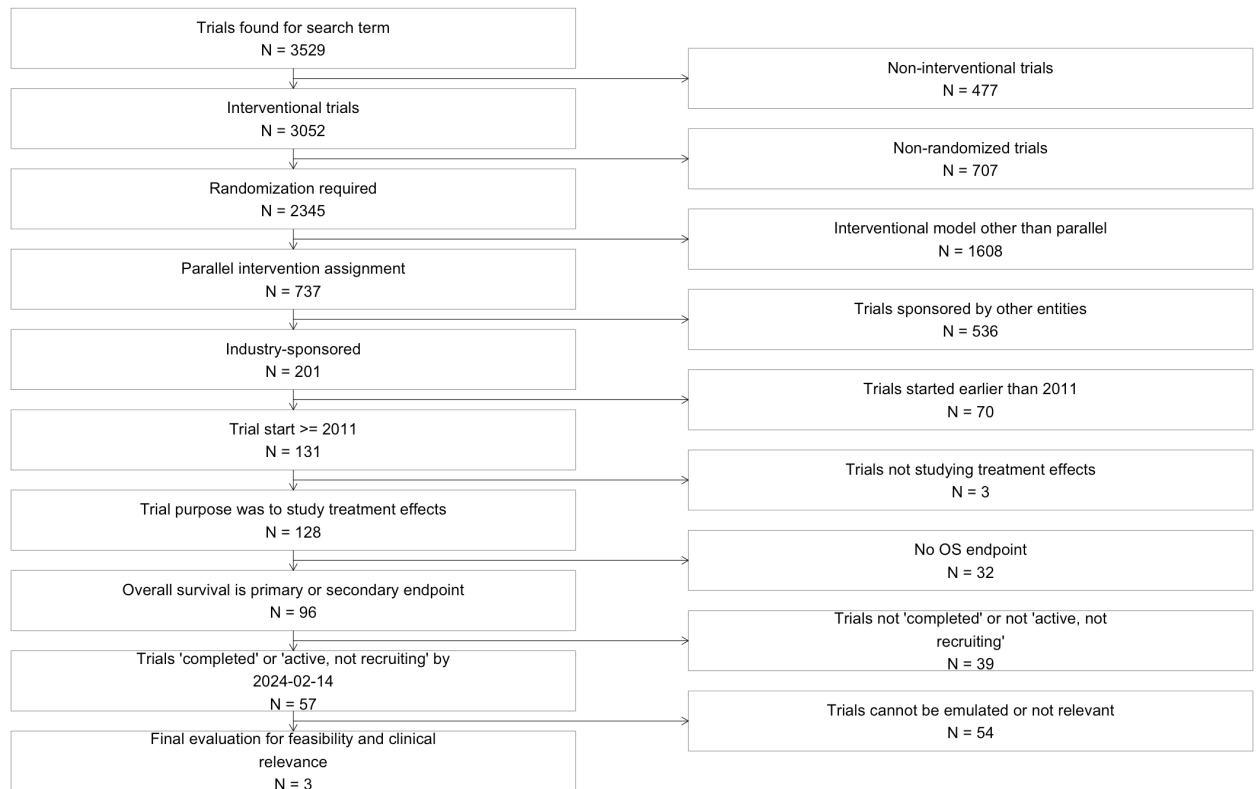 Trials found for search term
N = 3529
Non-interventional trials
N = 477
Interventional trials
N = 3052
Non-randomized trials
N = 707
Randomization required
N = 2345
Interventional model other than parallel
N = 1608
Parallel intervention assignment
N = 737
Trials sponsored by other entities
N = 536
Industry-sponsored
N = 201
Trials started earlier than 2011
N = 70
Trial start >= 2011
N = 131
Trials not studying treatment effects
N = 3
Trial purpose was to study treatment effects
N = 128
No OS endpoint
N = 32
Overall survival is primary or secondary endpoint
N = 96
Trials not 'completed' or not 'active, not
recruiting'
N = 39
Trials 'completed' or 'active, not recruiting' by
2024-02-14
N = 57
Trials cannot be emulated or not relevant
N = 54
Final evaluation for feasibility and clinical
relevance
N = 3